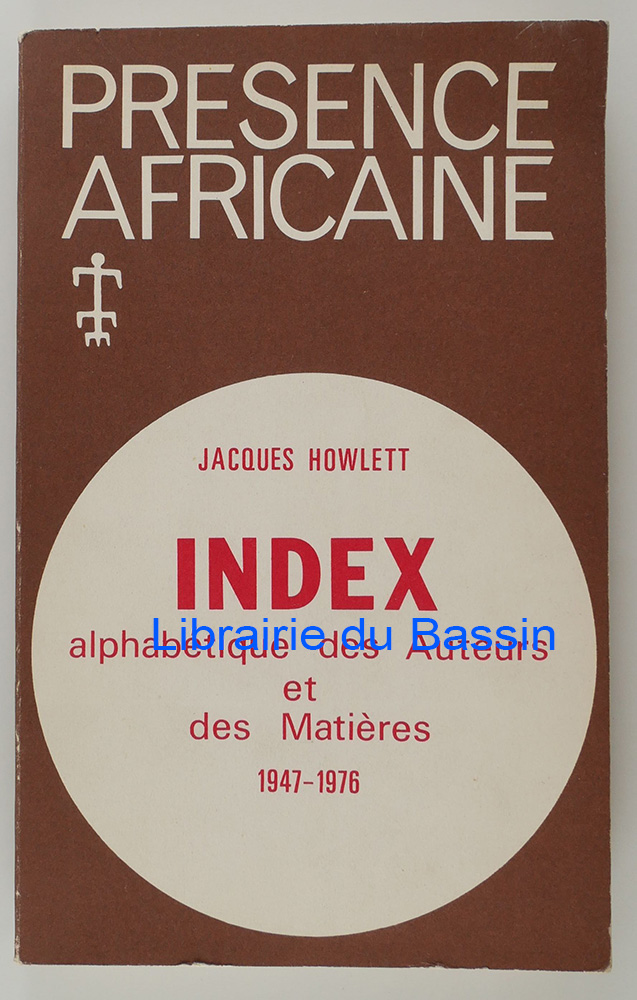 PRESENCE
AFRICAINE
JACQUES HOWLETT
INDEX
alphabétique des Auteurs
Librairie du Bassin
et
des Matières
1947-1976